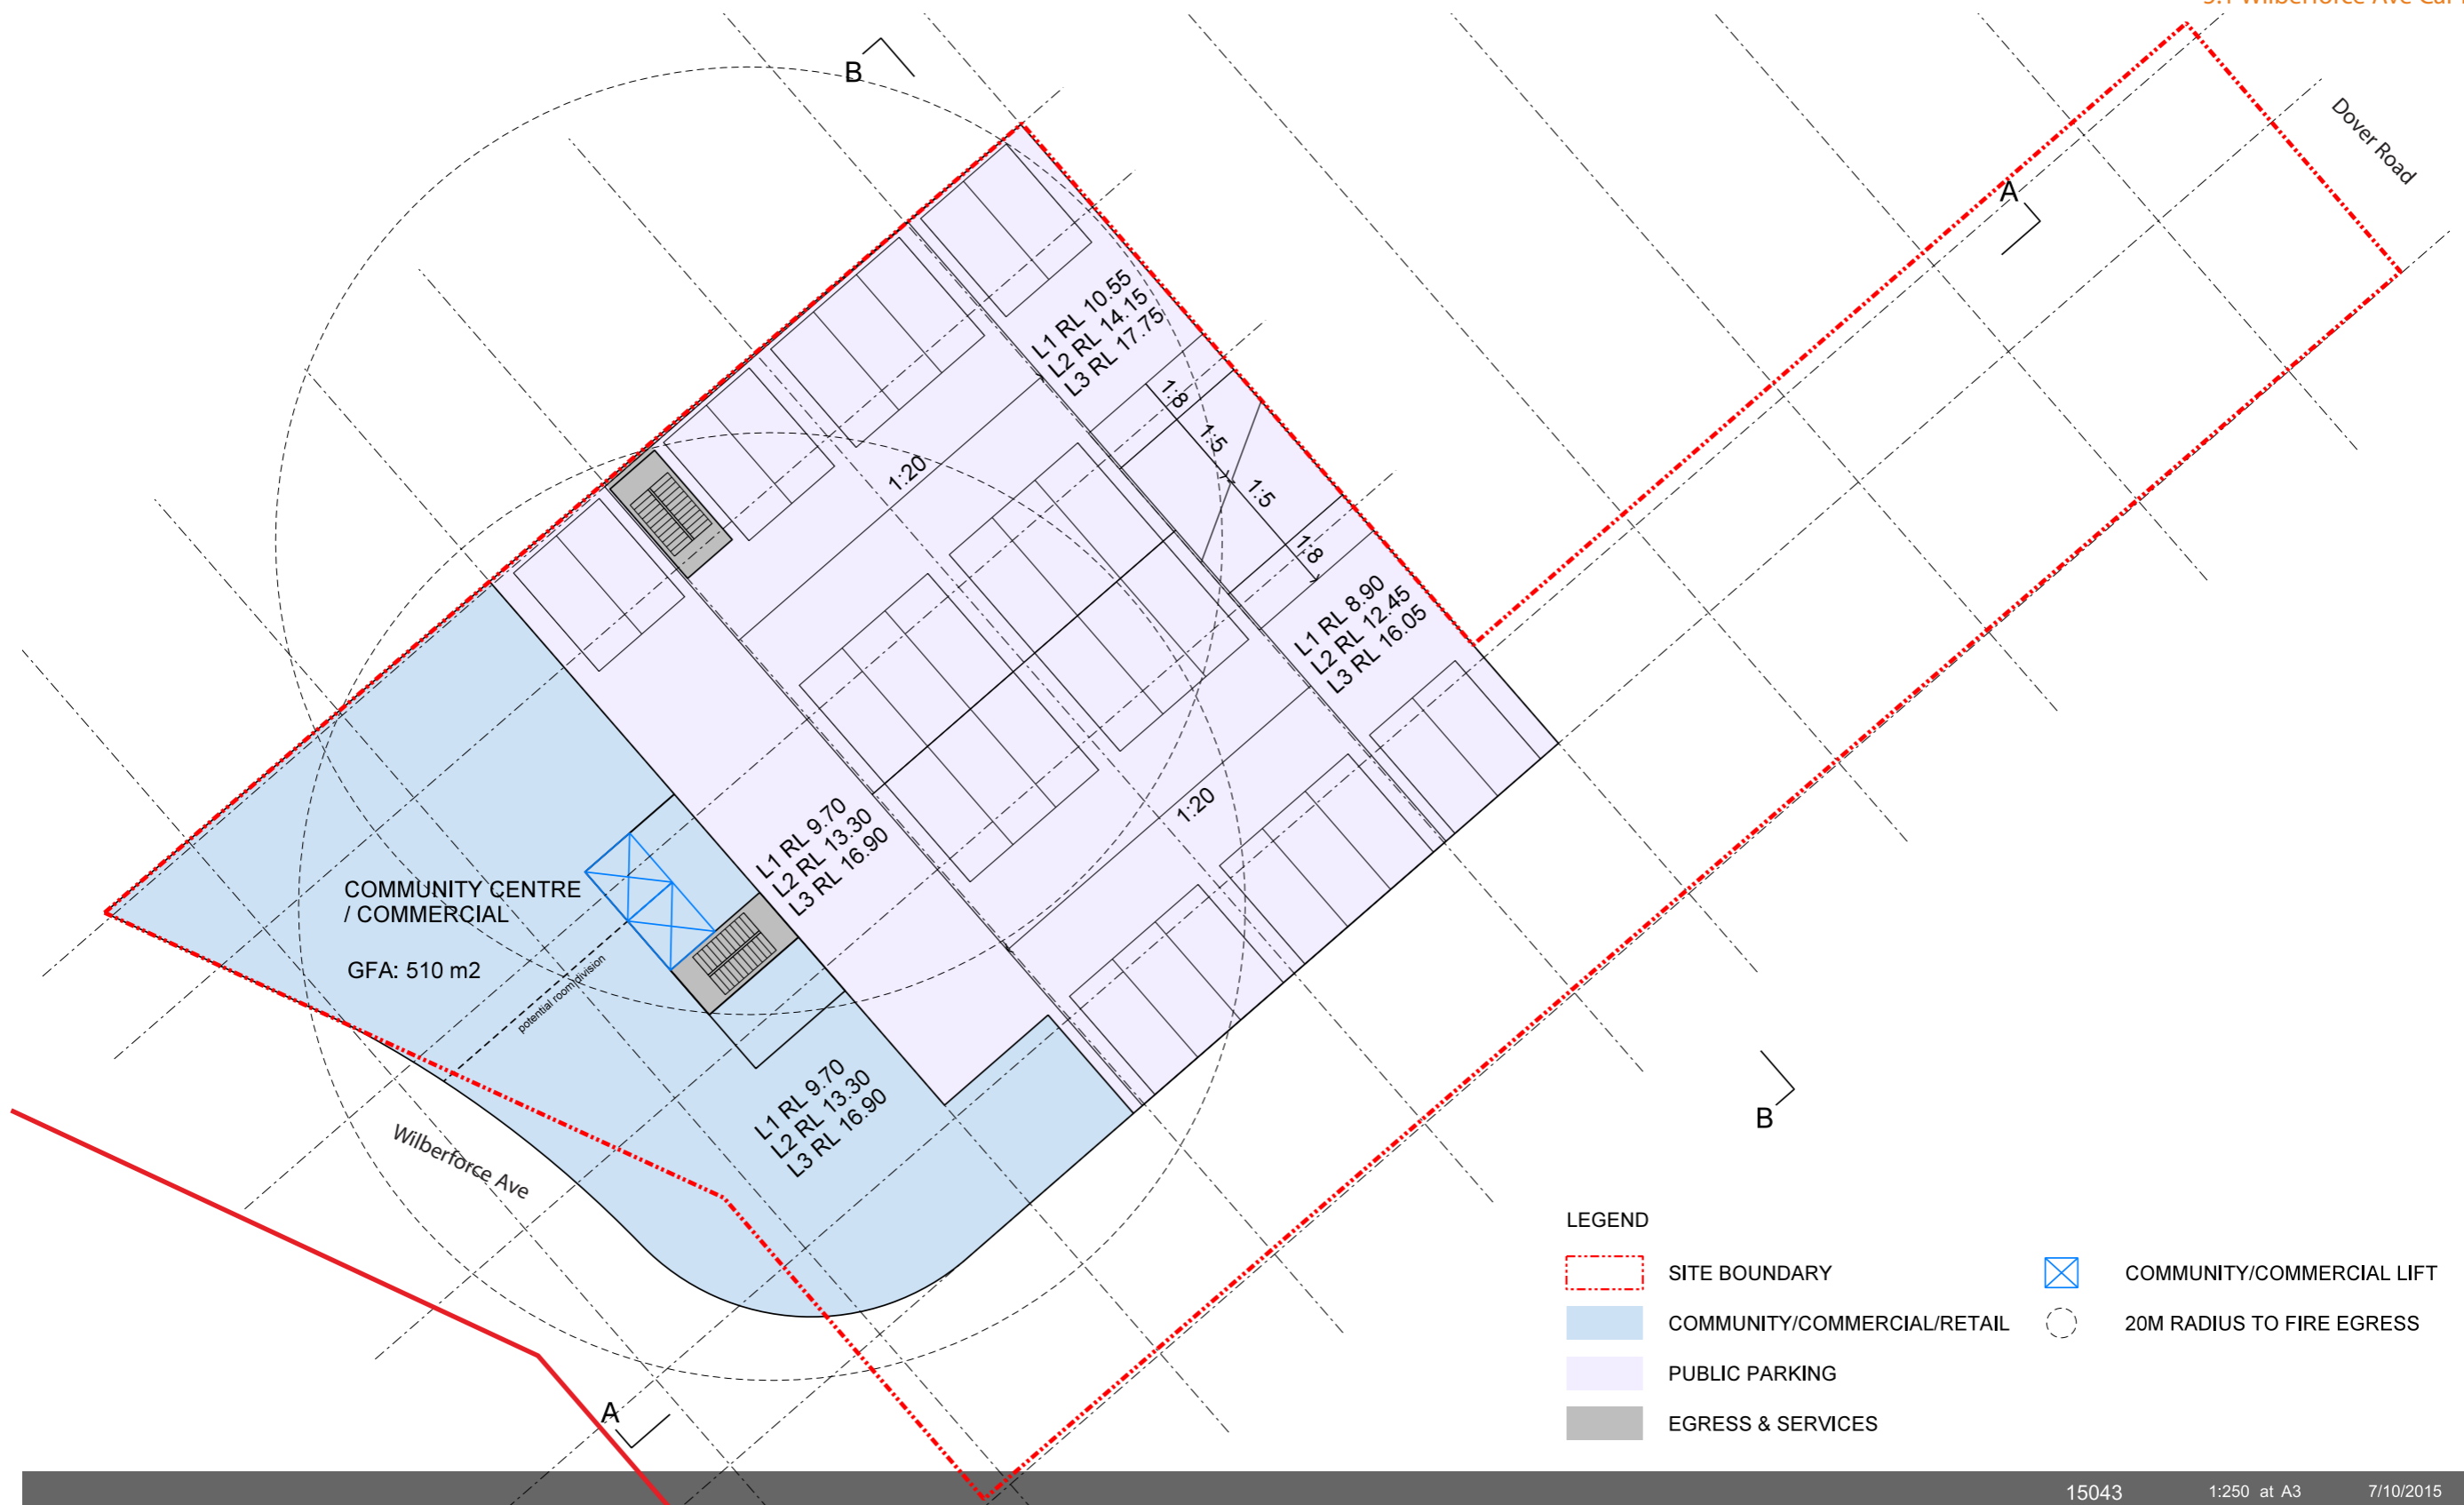 5.1 Wilberforce Ave Car
B
Dover Road
A
L1 RL 10.55
L2 RL 14.15
L3 RL 17.75
1:8
1:5
1:5
1:8
1:20
L1 RL 8.90
L2 RL 12.45
L3 RL 16.05
1:20
L1 RL 9.70
L2 RL 13.30
L3 RL 16.90
COMMUNITY CENTRE
/ COMMERCIAL
GFA: 510 m2
potential room division
L1 RL 9.70
L2 RL 13.30
L3 RL 16.90
Wilberforce Ave
B
A
LEGEND
SITE BOUNDARY
COMMUNITY/COMMERCIAL/RETAIL
PUBLIC PARKING
EGRESS & SERVICES
COMMUNITY/COMMERCIAL LIFT
20M RADIUS TO FIRE EGRESS
15043
1:250 at A3
7/10/2015